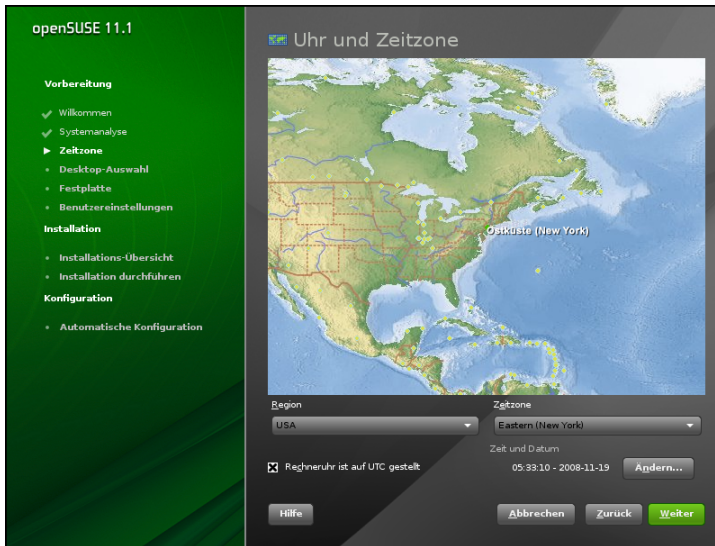 openSUSE 11.1
Vorbereitung
Willkommen
Systemanalyse
Zeitzone
Desktop-Auswahl
Festplatte
Benutzereinstellungen
Installation
Installations-Übersicht
Installation durchführen
Konfiguration
Automatische Konfiguration
Uhr und Zeitzone
Ostküste (New York)
Region
Zeitzone
USA
Eastern (New York)
Zeit und Datum
Rechneruhr ist auf UTC gestellt
05:33:10 - 2008-11-19
Ändern...
Hilfe
Abbrechen
Zurück
Weiter